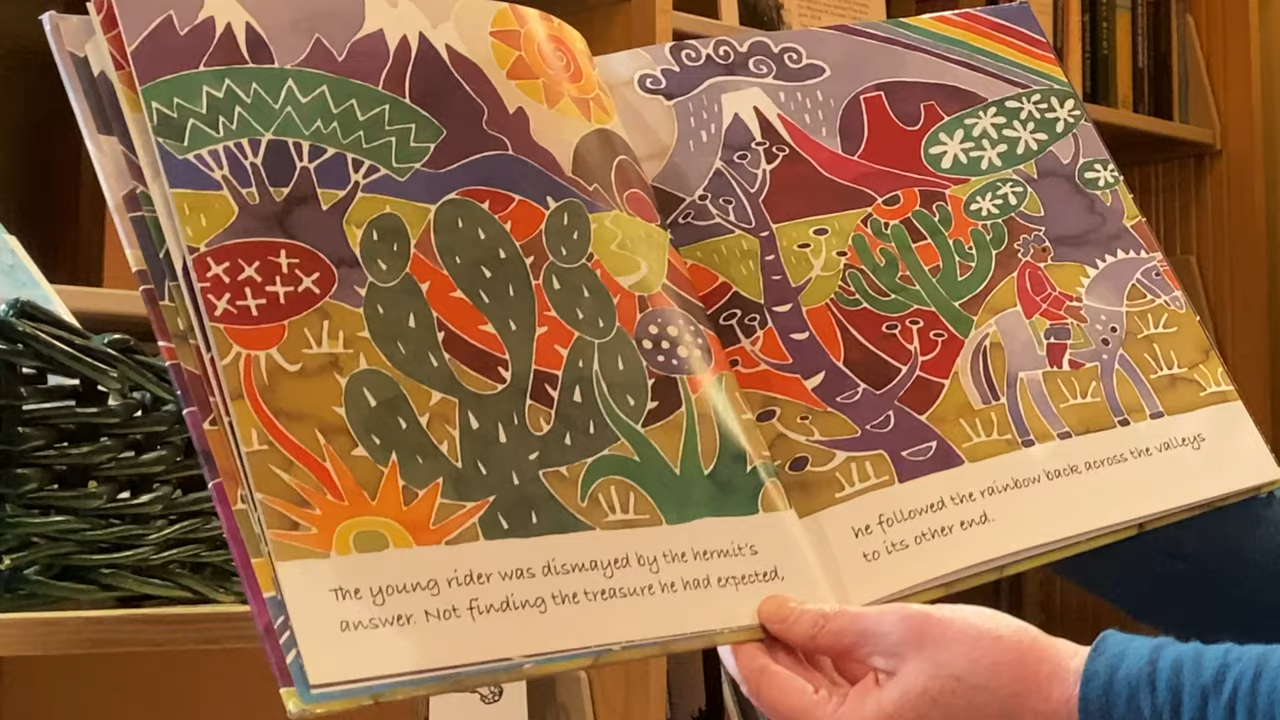 The young rider was dismayed by the hermit's
answer. Not finding the treasure he had expected,
he followed the rainbow back across the valleys
to its other end.